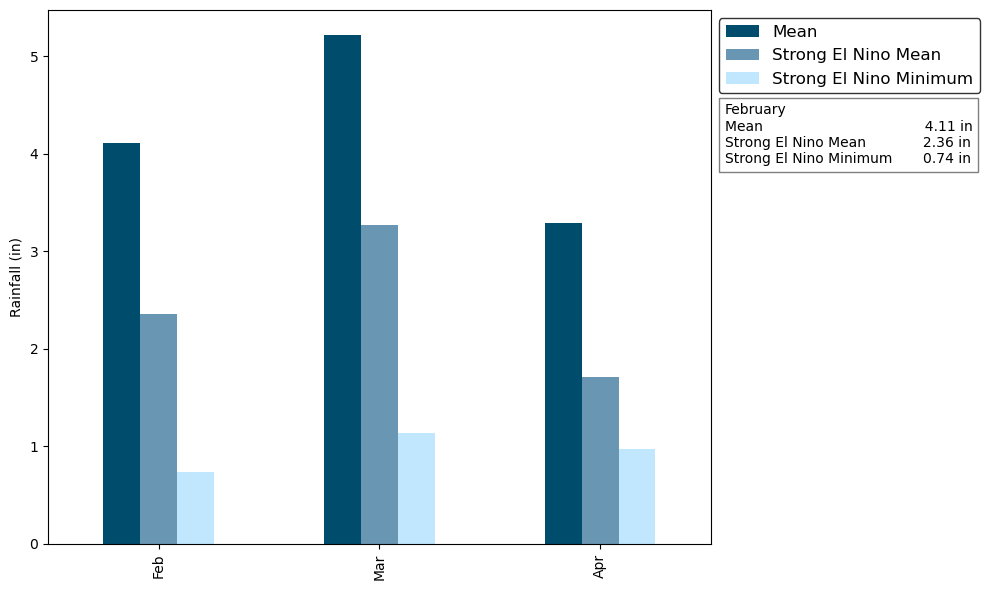 Mean
Strong El Nino Mean
Strong El Nino Minimum
February
Mean 4.11 in
Strong El Nino Mean 2.36 in
Strong El Nino Minimum 0.74 in
Rainfall (in)
5
4
3
2
1
0
Feb
Mar
Apr